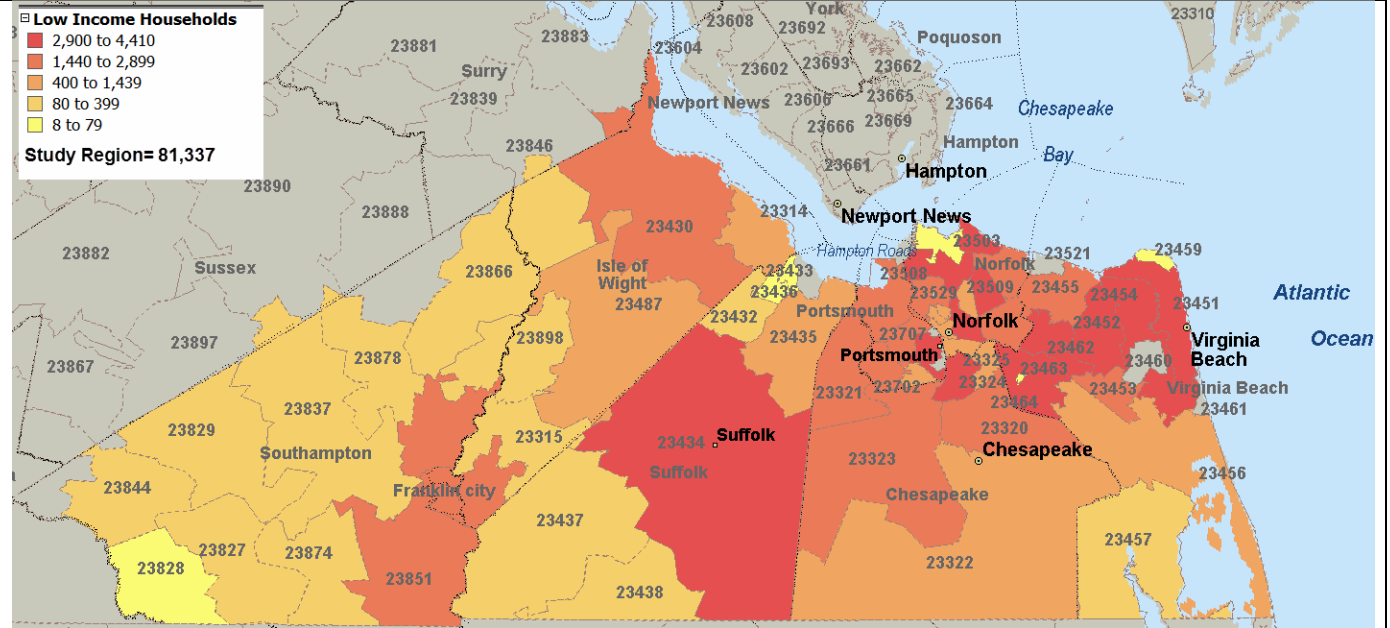 Low Income Households
2,900 to 4,410
1,440 to 2,899
400 to 1,439
80 to 399
8 to 79
Study Region= 81,337
York
23310
23608
23692
23883
23881
23604
Poquoson
Surry
23602
23693
23662
23839
Newport News
23606
23665
23664
Chesapeake
23666
23669
23846
Hampton
Bay
23661
Hampton
23890
23888
23314
Newport News
23430
23503
23521
23459
23882
Hampton Roads
Sussex
23866
Isle of
Wight
23433
23508
Norfolk
23436
23529
23509
23455
23454
23451
Atlantic
23487
23432
Portsmouth
Norfolk
23452
Ocean
23897
23898
23435
23707
Virginia
Beach
23878
Portsmouth
23462
23867
23325
23463
23460
23321
23702
23324
23453
Virginia Beach
23837
23464
23461
23829
23315
23434
Suffolk
23320
Southampton
Suffolk
23323
Chesapeake
23844
Franklin city
Chesapeake
23456
23437
23827
23874
23457
23828
23851
23438
23322